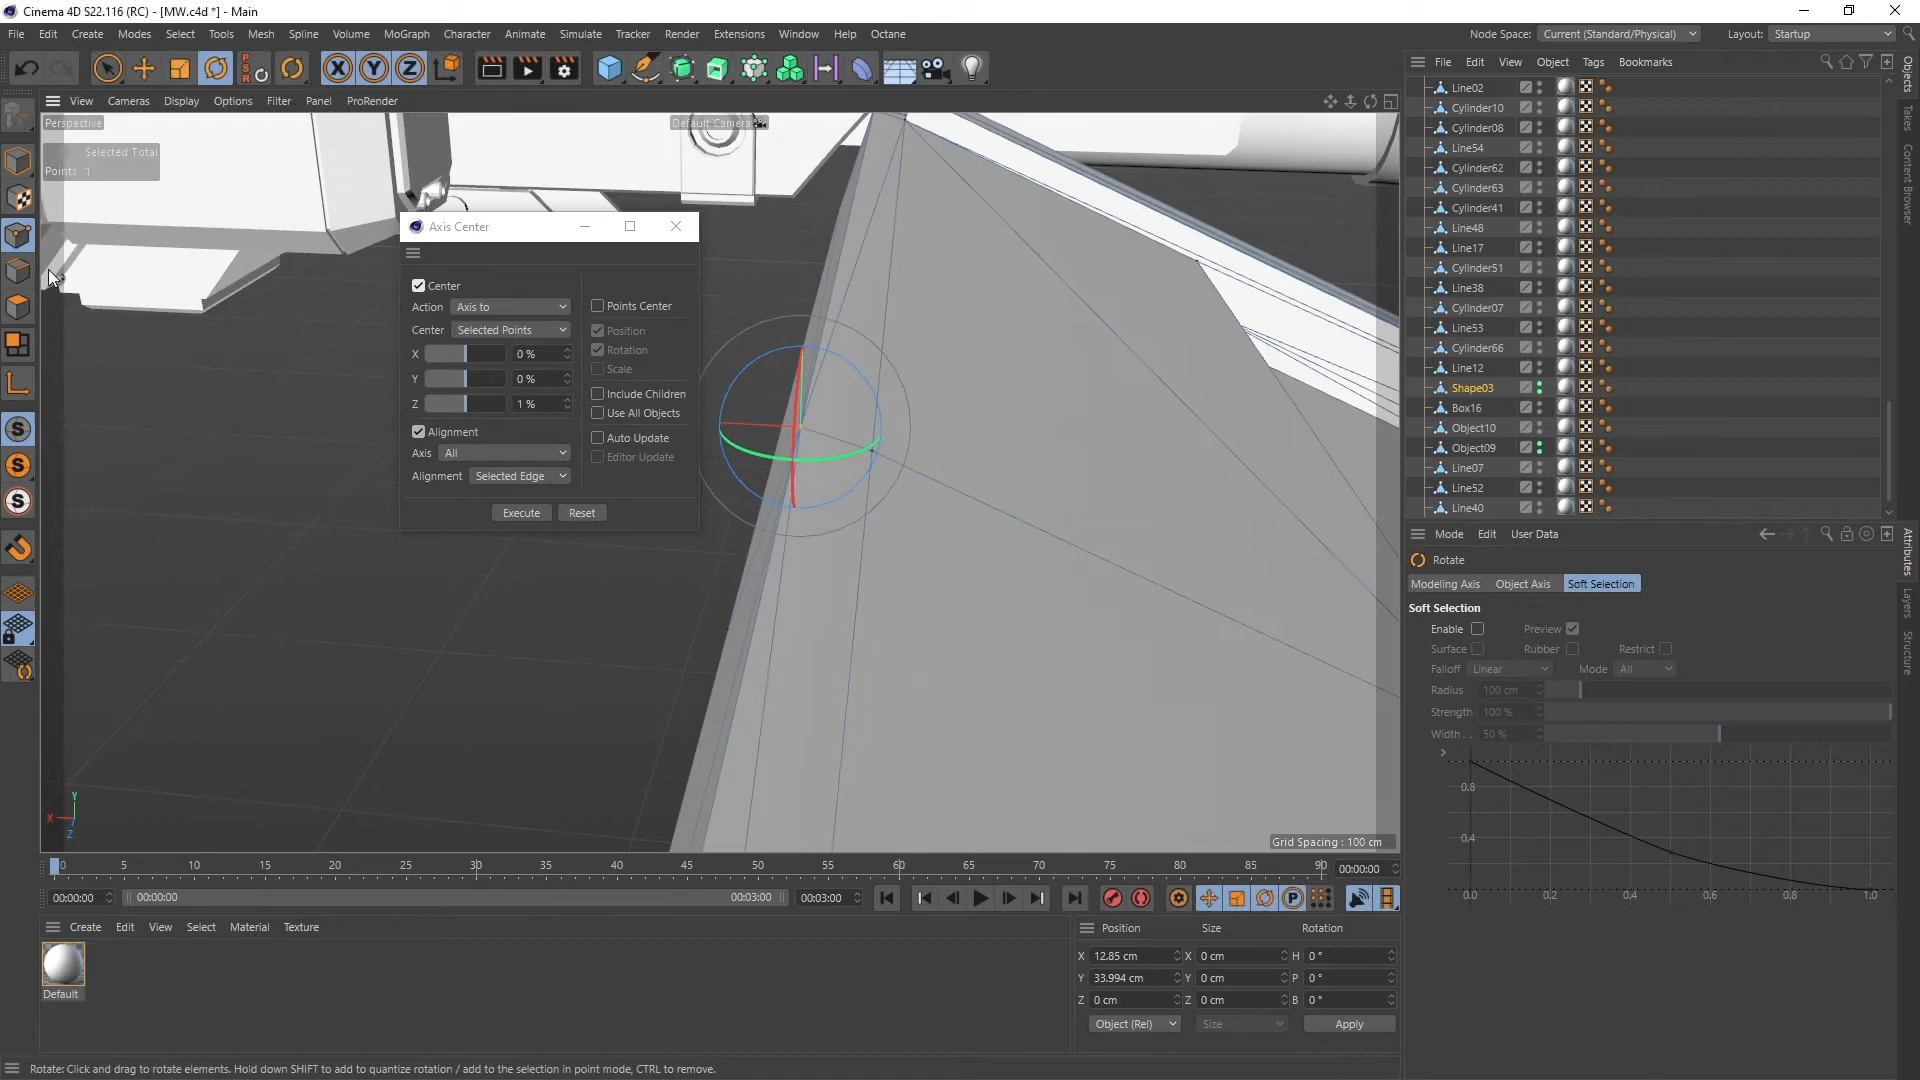 Cinema 4D S22.116 (RC) - [MW.c4d *] - Main
File Edit Create Modes Select Tools Mesh Spline Volume MoGraph Character Animate Simulate Tracker Render Extensions Window Help Octane
Node Space: Current (Standard/Physical) Layout: Startup
PSR
X Y Z
File Edit View Object Tags Bookmarks
View Cameras Display Options Filter Panel ProRender
Perspective
Default Camera
Selected Total
Points 1
Axis Center
Center
Action Axis to
Points Center
Center Selected Points
Position
X 0 %
Rotation
Scale
Y 0 %
Include Children
Z 1 %
Use All Objects
Alignment
Auto Update
Axis All
Editor Update
Alignment Selected Edge
Execute Reset
Line02
Cylinder10
Cylinder08
Line54
Cylinder62
Cylinder63
Cylinder41
Line48
Line17
Cylinder51
Line38
Cylinder07
Line53
Cylinder66
Line12
Shape03
Box16
Object10
Object09
Line07
Line52
Line40
Objects
Takes
Content Browser
Mode Edit User Data
Rotate
Modeling Axis Object Axis Soft Selection
Soft Selection
Enable Preview
Surface Rubber Restrict
Falloff Linear Mode All
Radius 100 cm
Strength 100 %
Width . . 50 %
0.8
0.4
0.0 0.2 0.4 0.6 0.8 1.0
Attributes
Layers
Structure
Y
X
Z
Grid Spacing : 100 cm
0 5 10 15 20 25 30 35 40 45 50 55 60 65 70 75 80 85 90 00:00:00
00:00:00 00:00:00 00:03:00 00:03:00
P
Create Edit View Select Material Texture
Default
Position Size Rotation
X 12.85 cm X 0 cm H 0 °
Y 33.994 cm Y 0 cm P 0 °
Z 0 cm Z 0 cm B 0 °
Object (Rel) Size Apply
Rotate: Click and drag to rotate elements. Hold down SHIFT to add to quantize rotation / add to the selection in point mode, CTRL to remove.